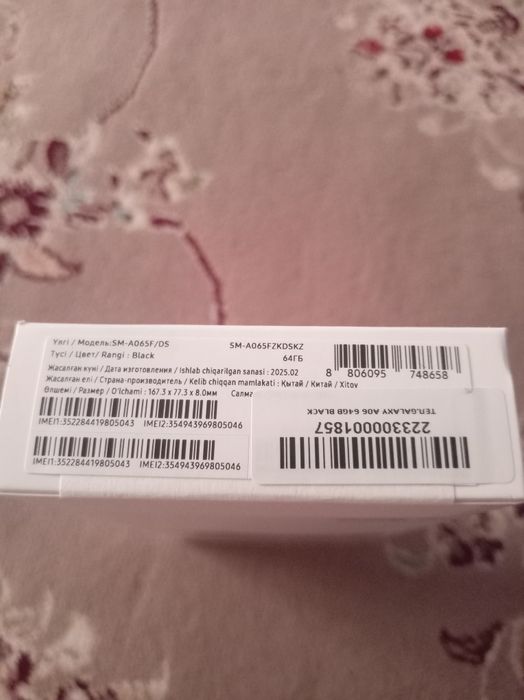 Үлгі / Модель:SM-A065F/DS SM-A065FZKDSKZ
Түсі / Цвет/ Rangi : Black 64ГБ
8 806095 748658
Жасалған күні / Дата изготовления / Ishlab chiqarilgan sanasi : 2025.02
Жасалған елі / Страна-производитель / Kelib chiqqan mamlakati : Қытай / Китай / Xitoy
Өлшемі / Размер / O'lchami : 167.3 x 77.3 x 8.0мм Салма
IMEI1:352284419805043 IMEI2:354943969805046
IMEI1:352284419805043 IMEI2:354943969805046
2233000001857
ТЕЛ.GALAXY A06 64GB BLACK